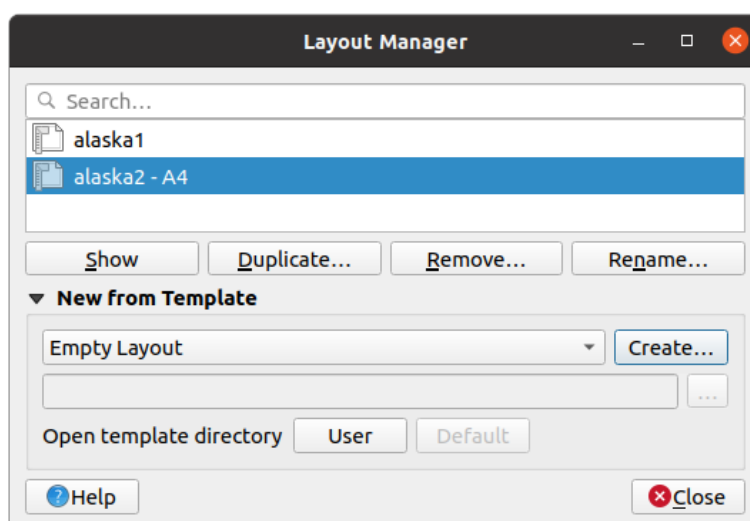 Layout Manager
Search...
alaska1
alaska2 - A4
Show Duplicate... Remove... Rename...
New from Template
Empty Layout Create...
...
Open template directory User Default
Help Close